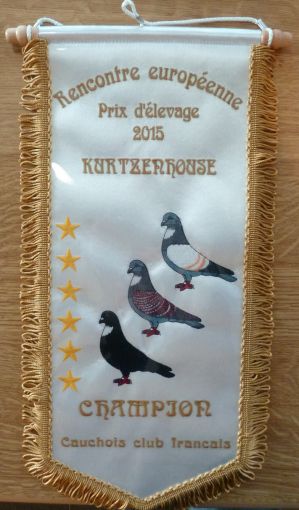 Rencontre européenne
Prix d'élevage
2015
KURTZENHOUSE
CHAMPION
Cauchois club francais